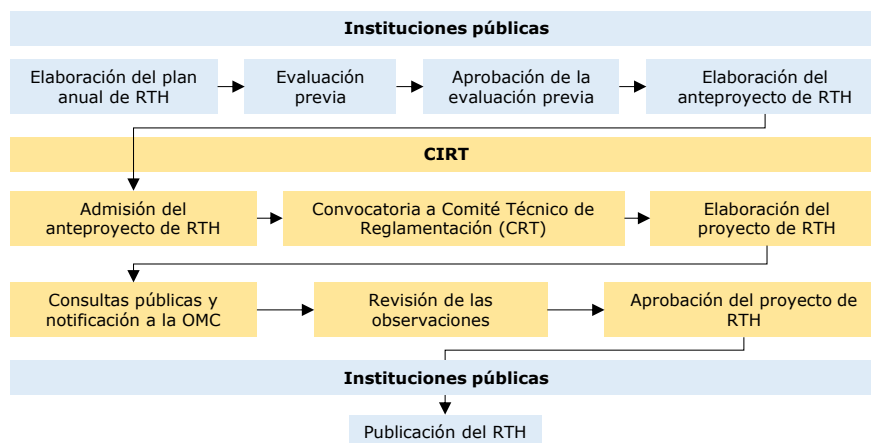 Instituciones públicas
Elaboración del plan
anual de RTH
Evaluación
previa
Aprobación de la
evaluación previa
Elaboración del
anteproyecto de RTH
CIRT
Admisión del
anteproyecto de RTH
Convocatoria a Comité Técnico de
Reglamentación (CRT)
Elaboración del
proyecto de RTH
Consultas públicas y
notificación a la OMC
Revisión de las
observaciones
Aprobación del proyecto de
RTH
Instituciones públicas
Publicación del RTH